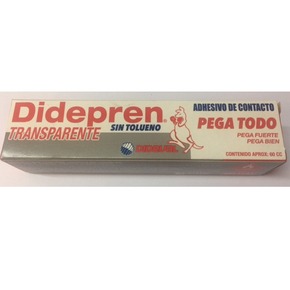 Didepren®
SIN TOLUENO
TRANSPARENTE
ADHESIVO DE CONTACTO
PEGA TODO
PEGA FUERTE
PEGA BIEN
CONTENIDO APROX. 60 CC